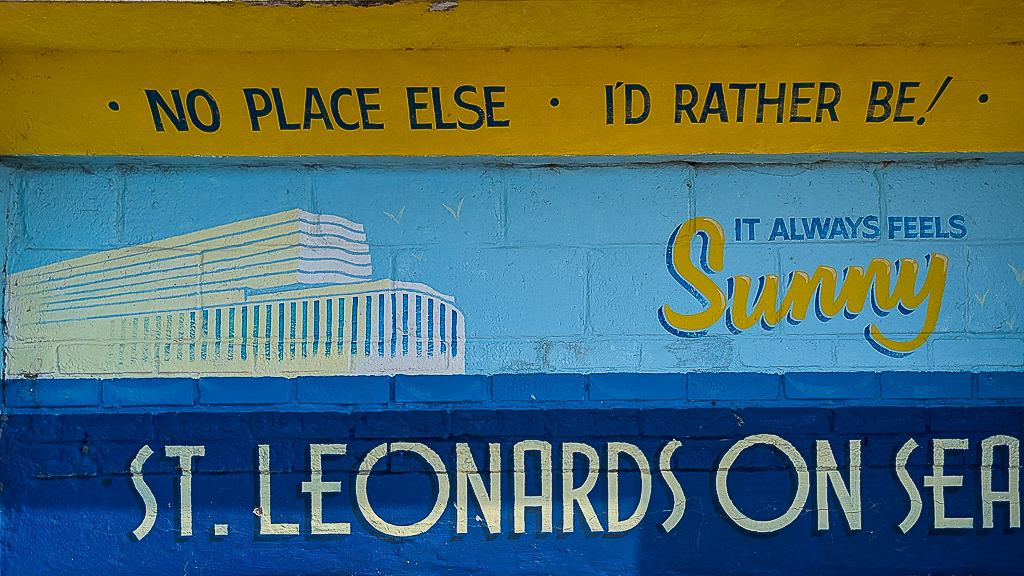 • NO PLACE ELSE • I'D RATHER BE! •
IT ALWAYS FEELS
Sunny
ST. LEONARDS ON SEA